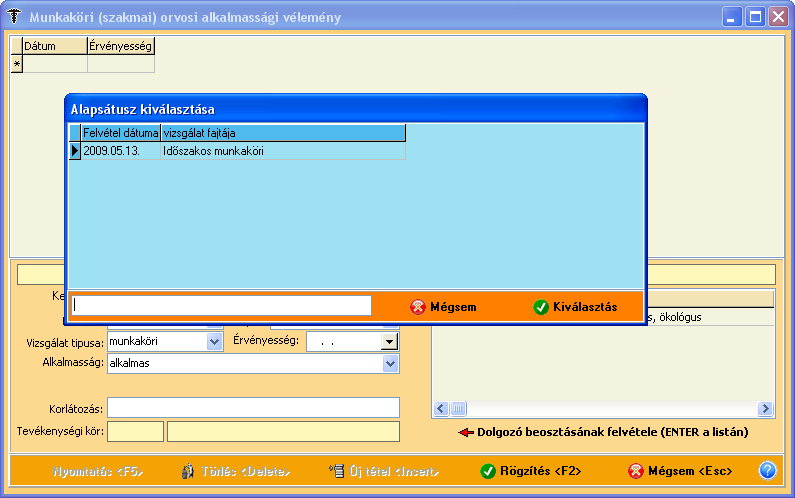 Munkaköri (szakmai) orvosi alkalmassági vélemény
Dátum Érvényesség
*
Alapsátusz kiválasztása
Felvétel dátuma vizsgálat fajtája
2009.05.13. Időszakos munkaköri
Mégsem Kiválasztás
Ke
s, ökológus
Vizsgálat tipusa: munkaköri Érvényesség: . .
Alkalmasság: alkalmas
Korlátozás:
Tevékenységi kör:
Dolgozó beosztásának felvétele (ENTER a listán)
Nyomtatás <F5> Törlés <Delete> Új tétel <Insert> Rögzítés <F2> Mégsem <Esc> ?